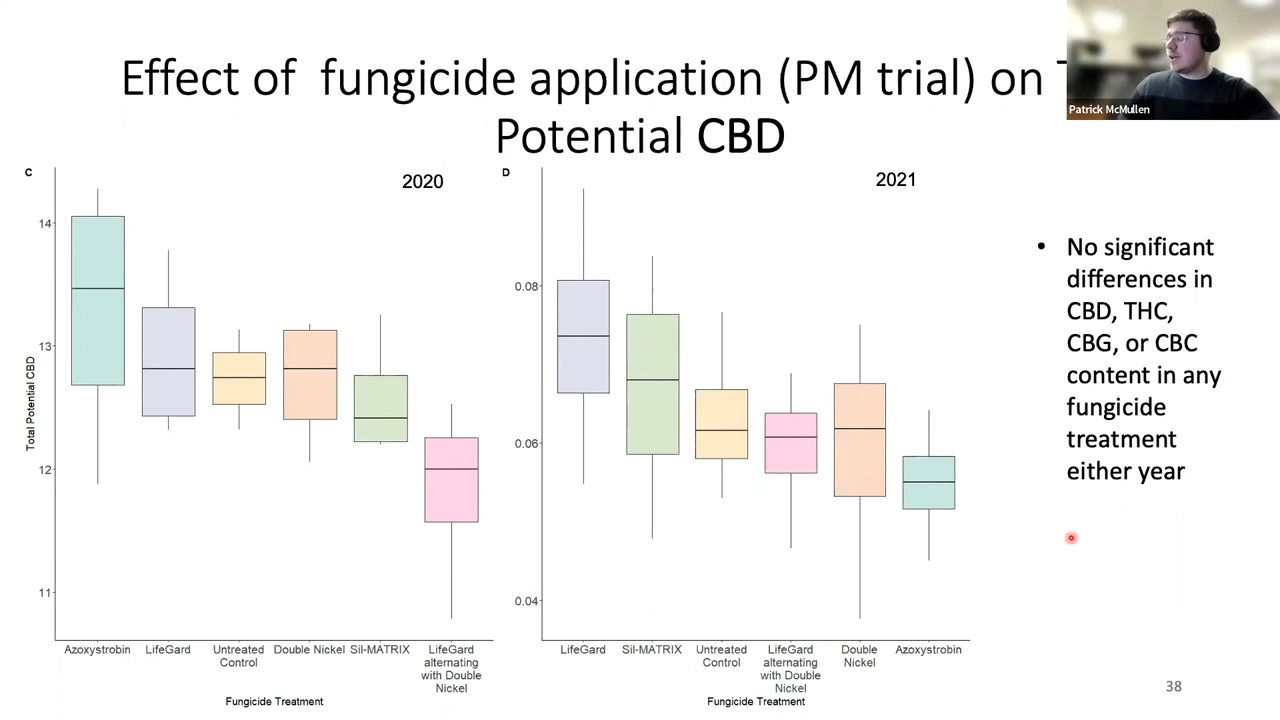 Effect of  fungicide application (PM trial) on
Potential CBD
Patrick McMullen
C
2020
14
13
12
11
Total Potential CBD
Azoxystrobin
LifeGard
Untreated
Control
Double Nickel
Sil-MATRIX
LifeGard
alternating
with Double
Nickel
Fungicide Treatment
D
2021
0.08
0.06
0.04
LifeGard
Sil-MATRIX
Untreated
Control
LifeGard
alternating
with Double
Nickel
Double
Nickel
Azoxystrobin
Fungicide Treatment
• No significant
differences in
CBD, THC,
CBG, or CBC
content in any
fungicide
treatment
either year
38